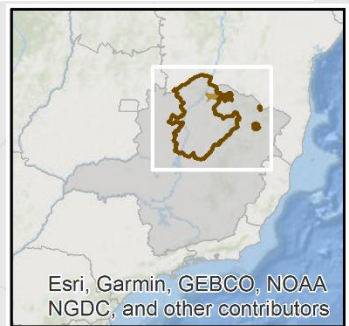 Esri, Garmin, GEBCO, NOAA
NGDC, and other contributors